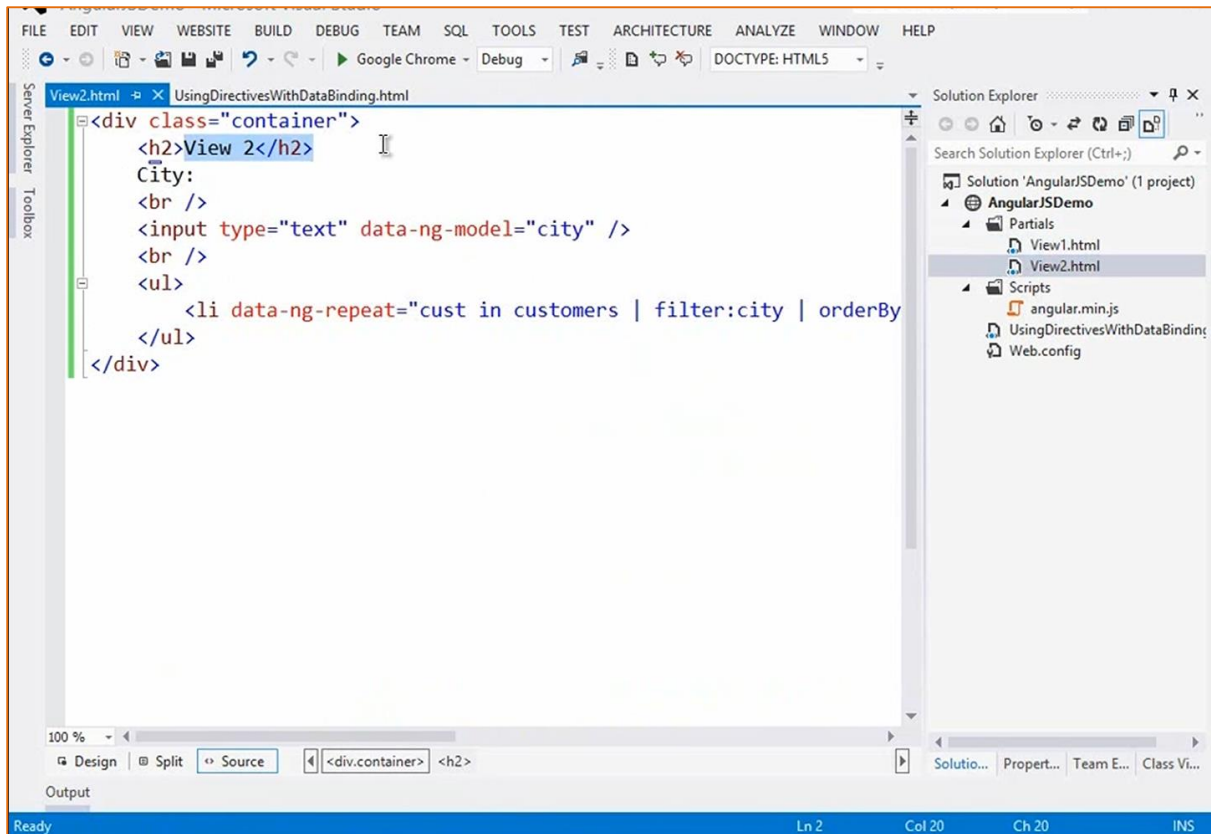 AngularJSDemo - Microsoft Visual Studio
FILE EDIT VIEW WEBSITE BUILD DEBUG TEAM SQL TOOLS TEST ARCHITECTURE ANALYZE WINDOW HELP
Google Chrome Debug DOCTYPE: HTML5
Server Explorer
Toolbox
View2.html UsingDirectivesWithDataBinding.html
<div class="container">
<h2>View 2</h2>
City:
<br />
<input type="text" data-ng-model="city" />
<br />
<ul>
<li data-ng-repeat="cust in customers | filter:city | orderBy
</ul>
</div>
100 %
Design Split Source <div.container> <h2>
Output
Solution Explorer
Search Solution Explorer (Ctrl+;)
Solution 'AngularJSDemo' (1 project)
AngularJSDemo
Partials
View1.html
View2.html
Scripts
angular.min.js
UsingDirectivesWithDataBinding
Web.config
Solutio... Propert... Team E... Class Vi...
Ready Ln 2 Col 20 Ch 20 INS